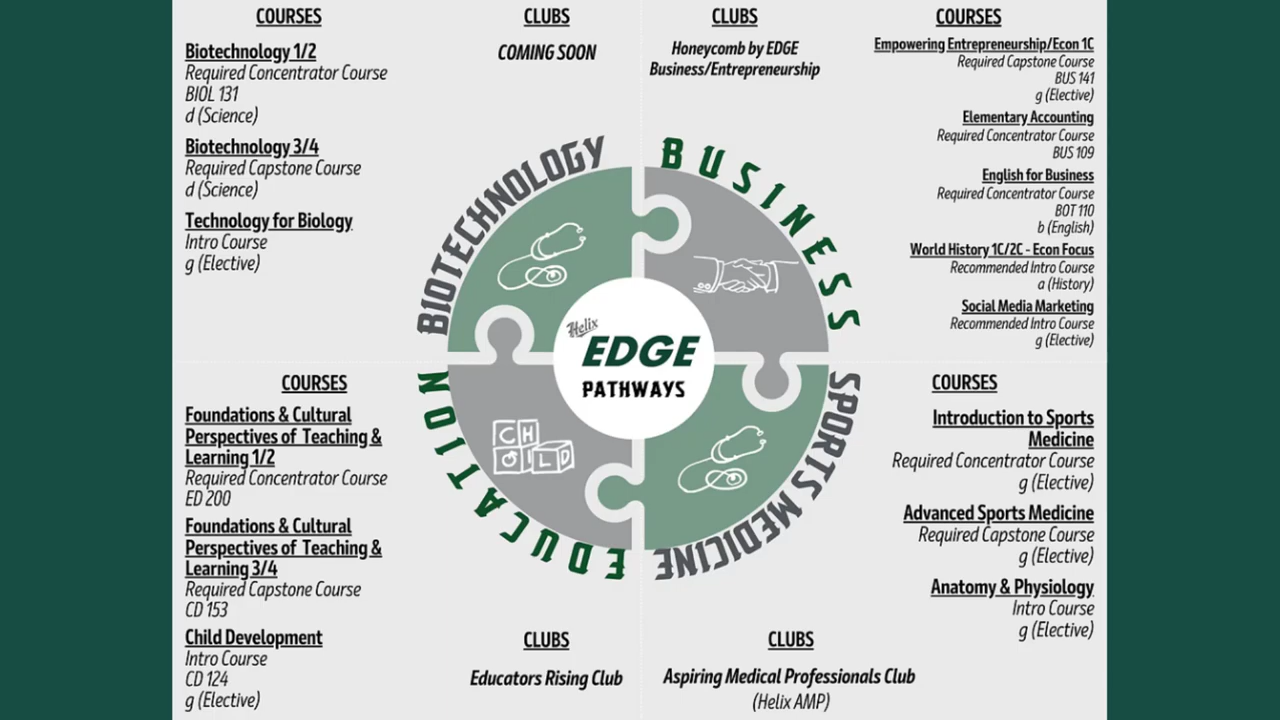 COURSES
Biotechnology 1/2
Required Concentrator Course
BIOL 131
d (Science)
Biotechnology 3/4
Required Capstone Course
d (Science)
Technology for Biology
Intro Course
g (Elective)
CLUBS
COMING SOON
CLUBS
Honeycomb by EDGE
Business/Entrepreneurship
COURSES
Empowering Entrepreneurship/Econ 1C
Required Capstone Course
BUS 141
g (Elective)
Elementary Accounting
Required Concentrator Course
BUS 109
English for Business
Required Concentrator Course
BOT 110
b (English)
World History 1C/2C - Econ Focus
Recommended Intro Course
a (History)
Social Media Marketing
Recommended Intro Course
g (Elective)
BIOTECHNOLOGY
BUSINESS
Helix
EDGE
PATHWAYS
EDUCATION
CH
OILD
SPORTS MEDICINE
COURSES
Foundations & Cultural
Perspectives of Teaching &
Learning 1/2
Required Concentrator Course
ED 200
Foundations & Cultural
Perspectives of Teaching &
Learning 3/4
Required Capstone Course
CD 153
Child Development
Intro Course
CD 124
g (Elective)
CLUBS
Educators Rising Club
CLUBS
Aspiring Medical Professionals Club
(Helix AMP)
COURSES
Introduction to Sports
Medicine
Required Concentrator Course
g (Elective)
Advanced Sports Medicine
Required Capstone Course
g (Elective)
Anatomy & Physiology
Intro Course
g (Elective)